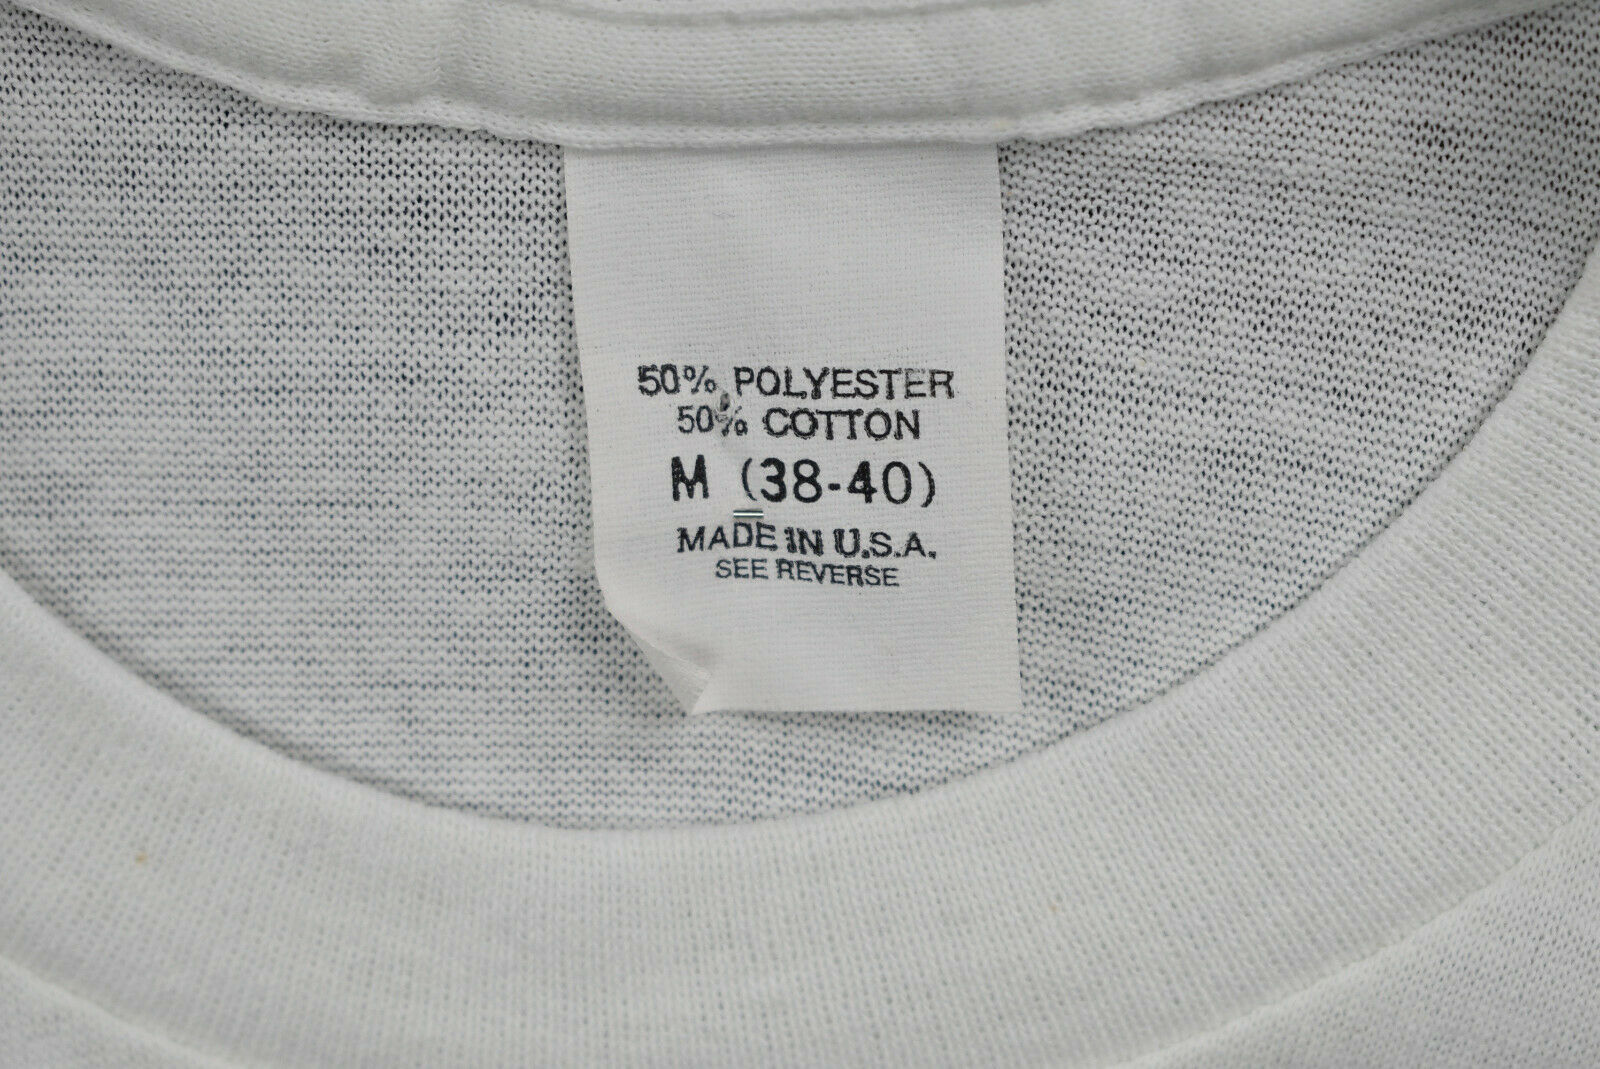 50% POLYESTER
50% COTTON
M (38-40)
MADE IN U.S.A.
SEE REVERSE